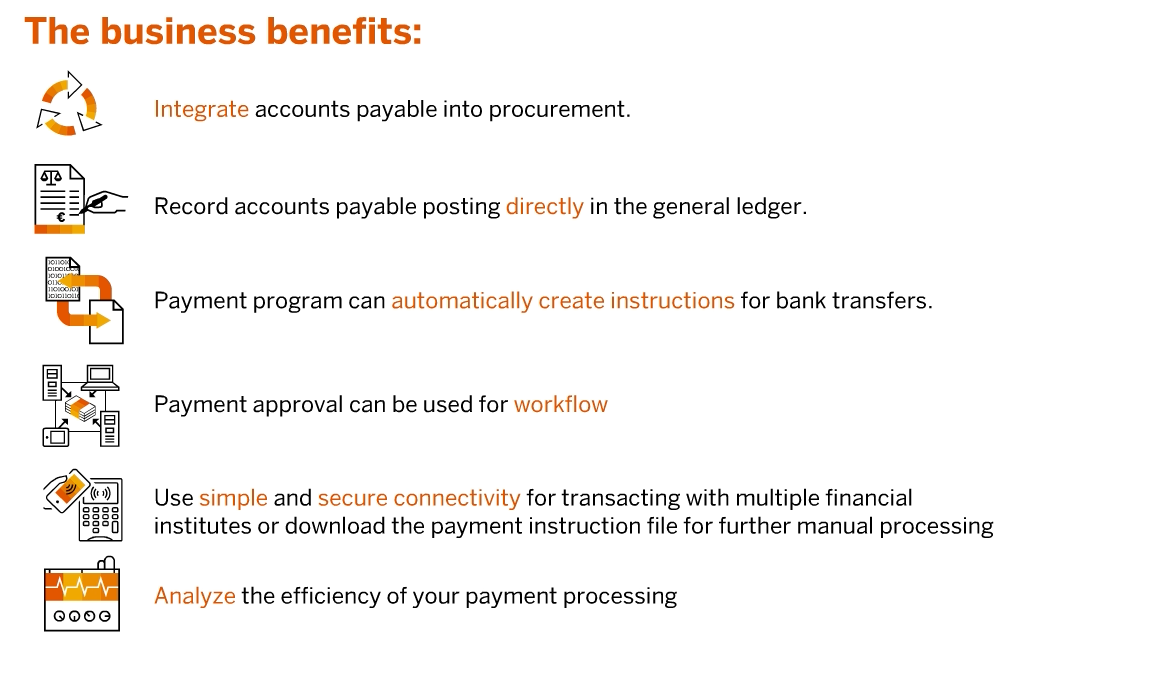 The business benefits:
Integrate accounts payable into procurement.
Record accounts payable posting directly in the general ledger.
Payment program can automatically create instructions for bank transfers.
Payment approval can be used for workflow
Use simple and secure connectivity for transacting with multiple financial
institutes or download the payment instruction file for further manual processing
Analyze the efficiency of your payment processing